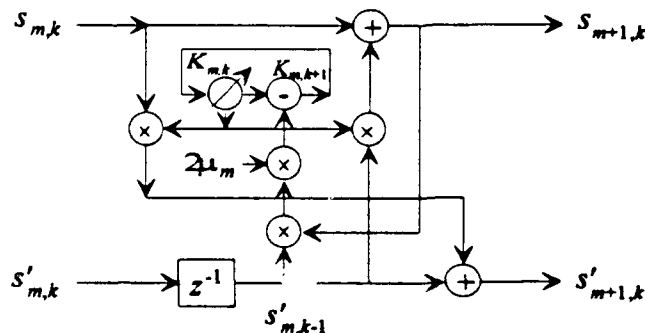 s_{m,k}
+
s_{m+1,k}
K_{m,k}
K_{m,k+1}
-
×
×
2μ_m
×
×
s'_{m,k}
z^{-1}
s'_{m,k-1}
+
s'_{m+1,k}